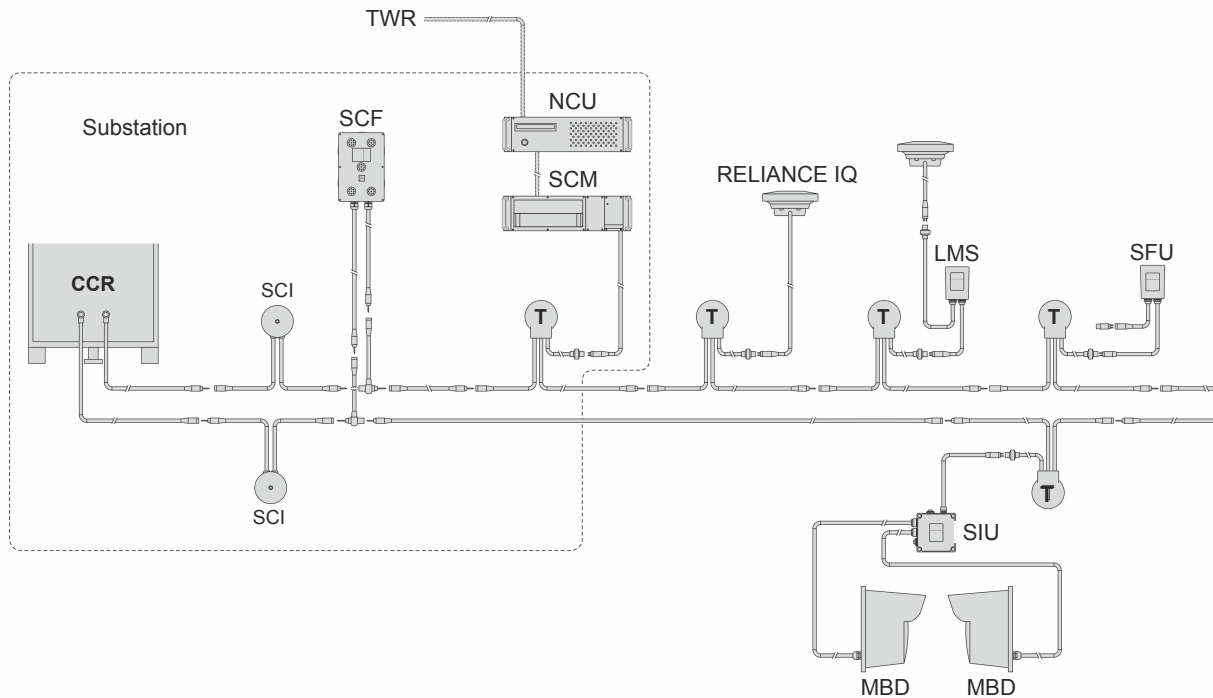 TWR
NCU
Substation
SCF
SCM
RELIANCE IQ
LMS
SFU
CCR
SCI
T
T
T
T
T
SCI
SIU
MBD
MBD